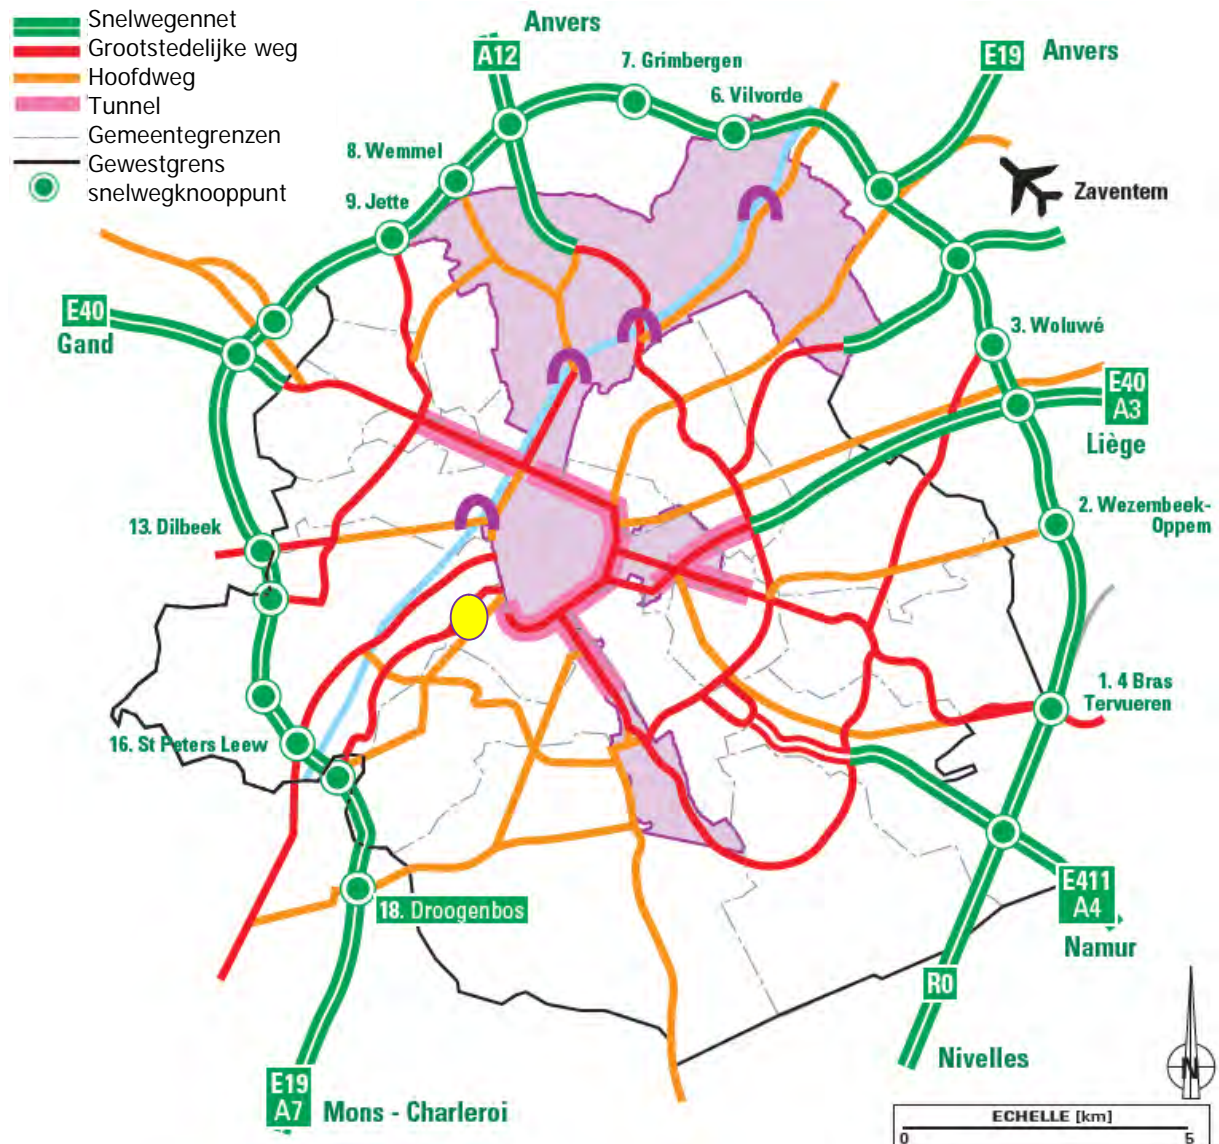 Snelwegennet
Grootstedelijke weg
Hoofdweg
Tunnel
Gemeentegrenzen
Gewestgrens
snelwegknooppunt
Anvers
A12
7. Grimbergen
6. Vilvorde
E19
Anvers
8. Wemmel
9. Jette
Zaventem
E40
Gand
3. Woluwé
E40
A3
Liège
13. Dilbeek
2. Wezembeek-
Oppem
1. 4 Bras
Tervueren
16. St Peters Leew
18. Droogenbos
E411
A4
Namur
R0
Nivelles
N
E19
A7
Mons - Charleroi
ECHELLE [km]
0 5